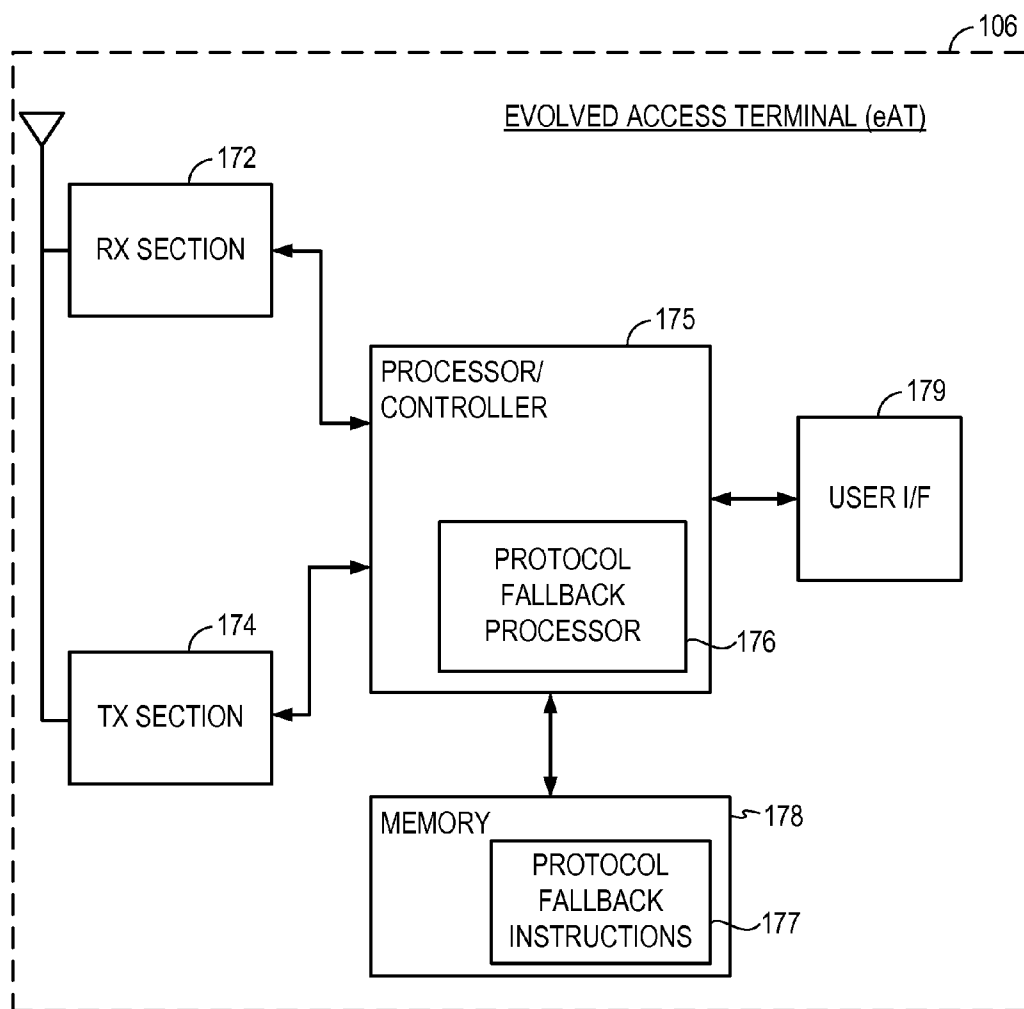 106
EVOLVED ACCESS TERMINAL (eAT)
172
RX SECTION
175
PROCESSOR/
CONTROLLER
179
USER I/F
PROTOCOL
FALLBACK
PROCESSOR
176
174
TX SECTION
MEMORY
178
PROTOCOL
FALLBACK
INSTRUCTIONS
177